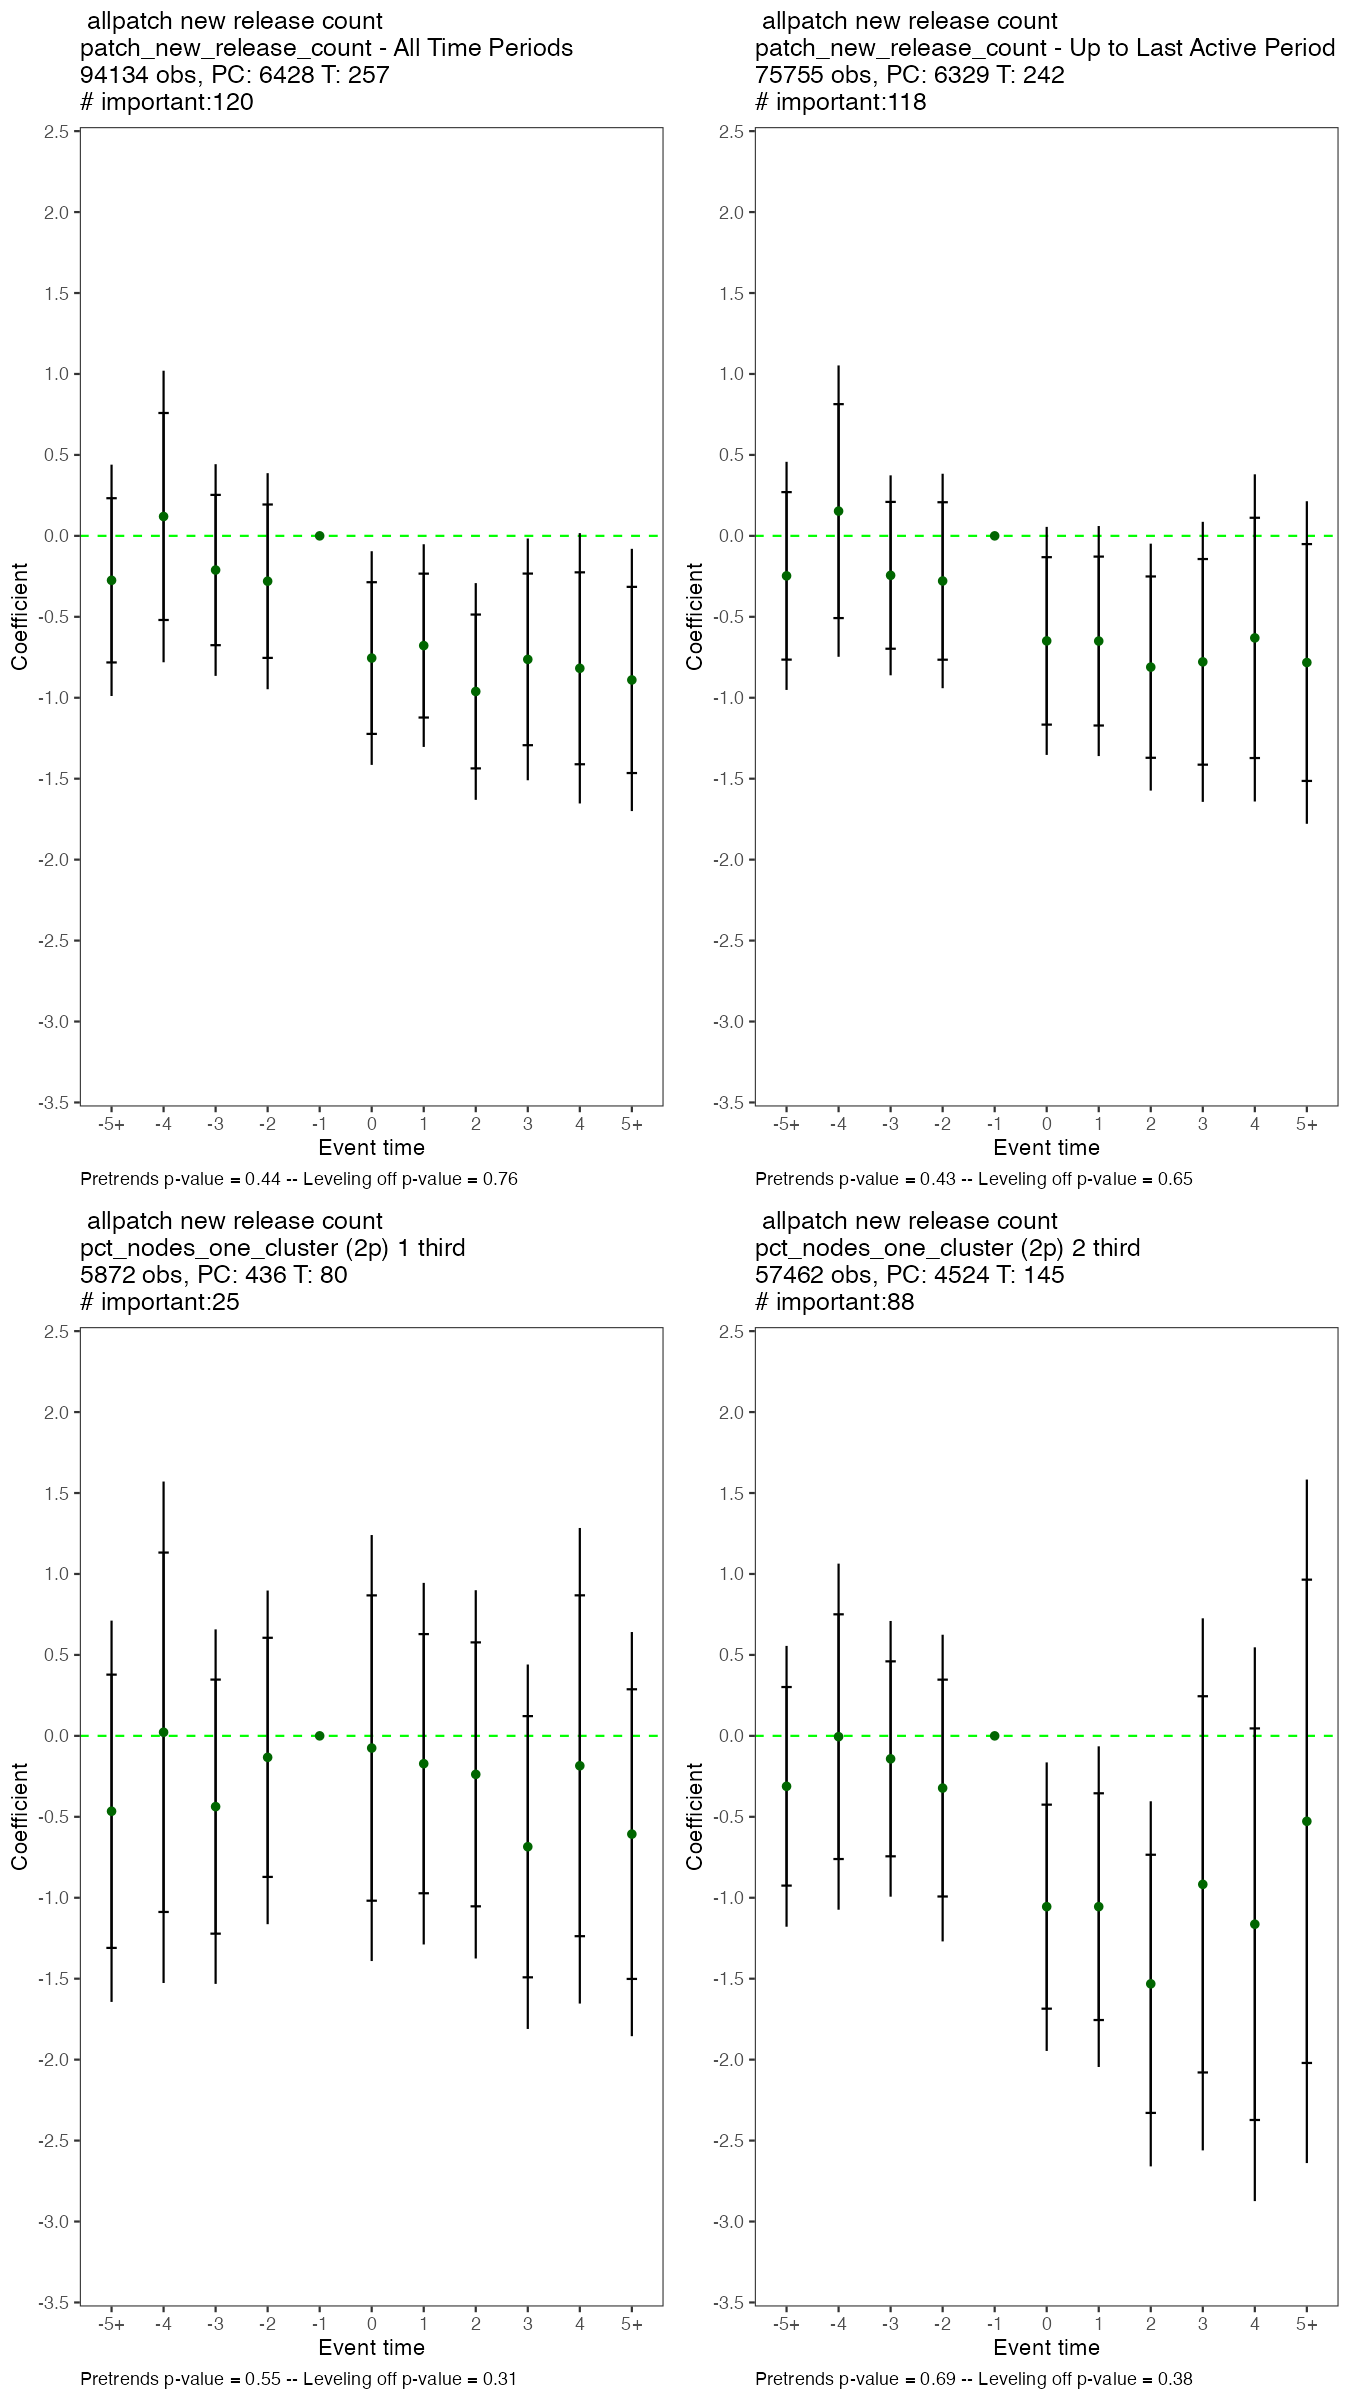 allpatch new release count
patch_new_release_count - All Time Periods
94134 obs, PC: 6428 T: 257
# important:120
2.5
2.0
1.5
1.0
0.5
0.0
-0.5
-1.0
-1.5
-2.0
-2.5
-3.0
-3.5
Coefficient
-5+ -4 -3 -2 -1 0 1 2 3 4 5+
Event time
Pretrends p-value = 0.44 -- Leveling off p-value = 0.76
allpatch new release count
patch_new_release_count - Up to Last Active Period
75755 obs, PC: 6329 T: 242
# important:118
2.5
2.0
1.5
1.0
0.5
0.0
-0.5
-1.0
-1.5
-2.0
-2.5
-3.0
-3.5
Coefficient
-5+ -4 -3 -2 -1 0 1 2 3 4 5+
Event time
Pretrends p-value = 0.43 -- Leveling off p-value = 0.65
allpatch new release count
pct_nodes_one_cluster (2p) 1 third
5872 obs, PC: 436 T: 80
# important:25
2.5
2.0
1.5
1.0
0.5
0.0
-0.5
-1.0
-1.5
-2.0
-2.5
-3.0
-3.5
Coefficient
-5+ -4 -3 -2 -1 0 1 2 3 4 5+
Event time
Pretrends p-value = 0.55 -- Leveling off p-value = 0.31
allpatch new release count
pct_nodes_one_cluster (2p) 2 third
57462 obs, PC: 4524 T: 145
# important:88
2.5
2.0
1.5
1.0
0.5
0.0
-0.5
-1.0
-1.5
-2.0
-2.5
-3.0
-3.5
Coefficient
-5+ -4 -3 -2 -1 0 1 2 3 4 5+
Event time
Pretrends p-value = 0.69 -- Leveling off p-value = 0.38